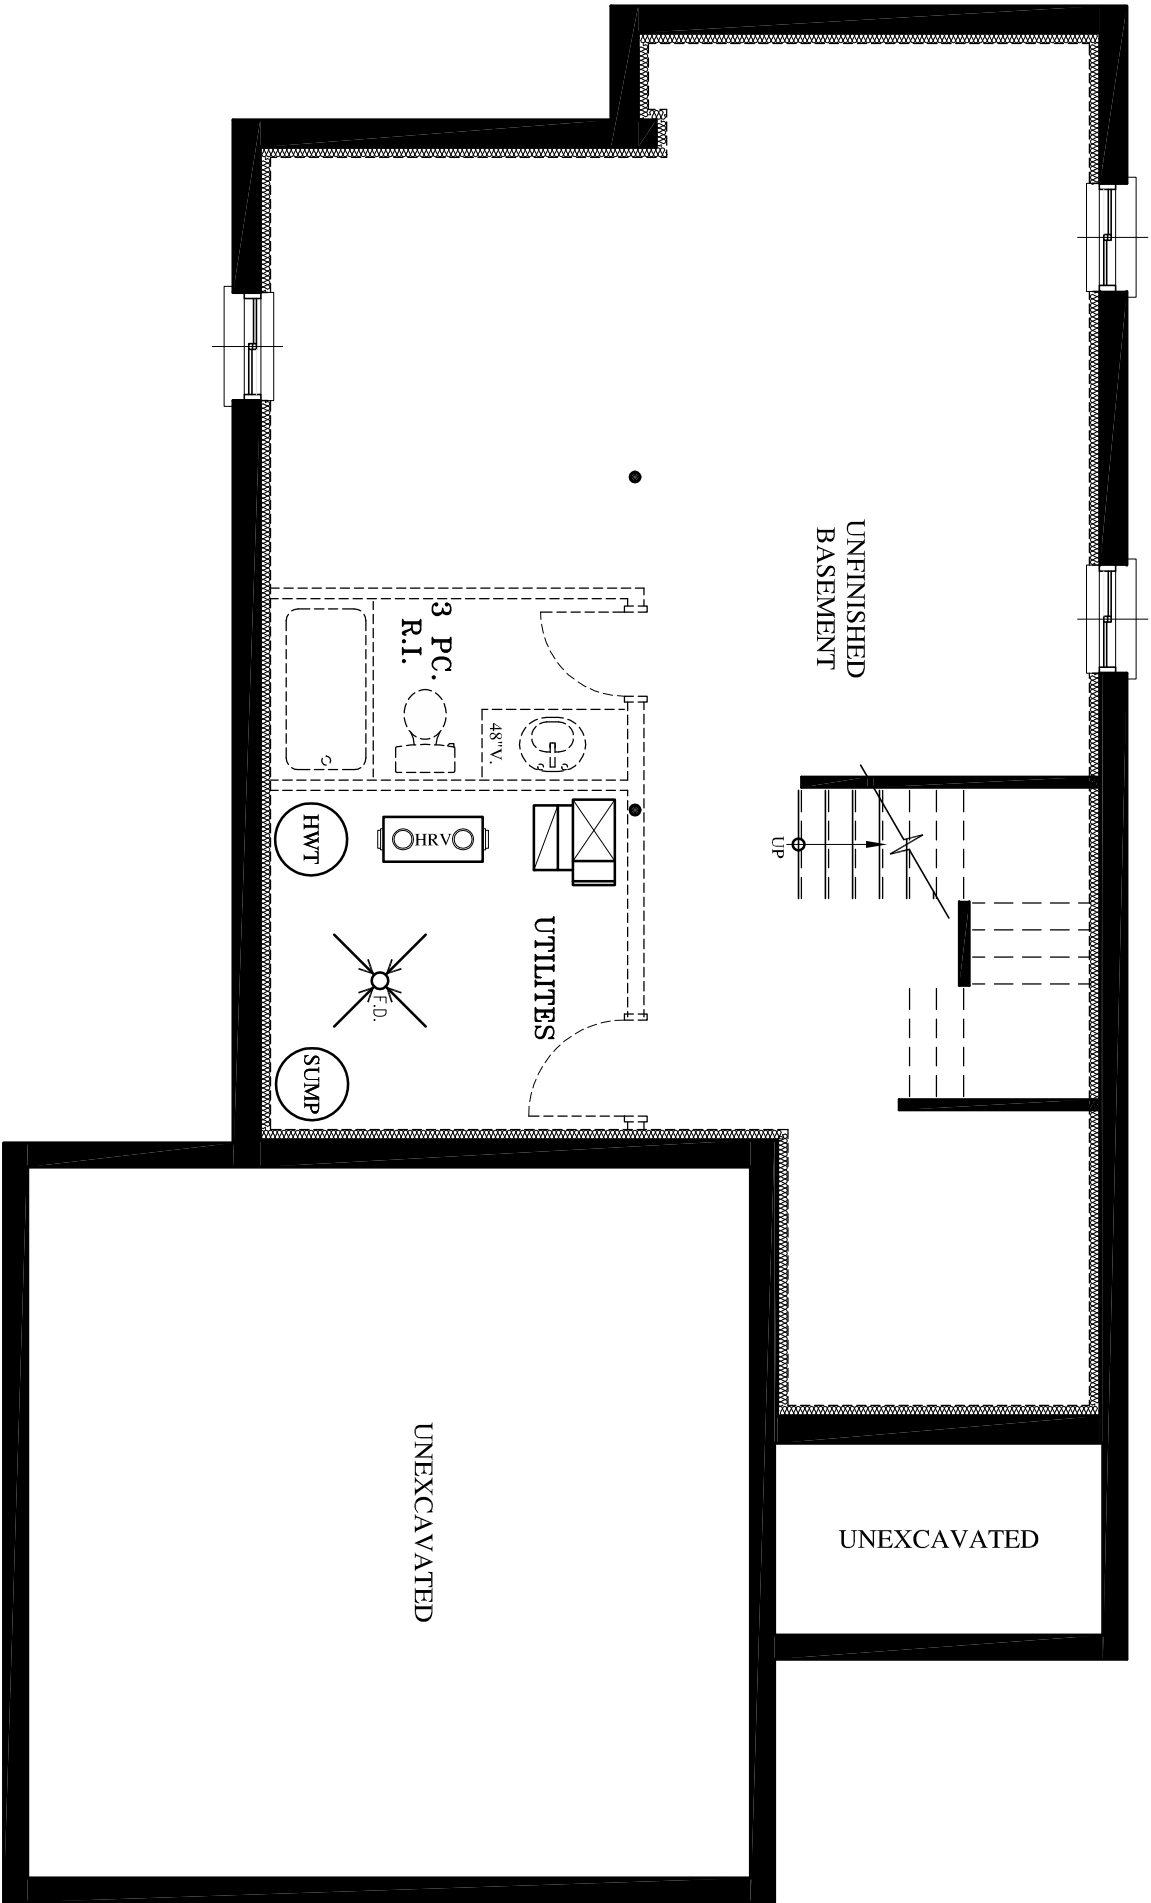 UNFINISHED
BASEMENT
3 PC.
R.I.
48"V.
UP
HWT
HRV
UTILITES
F.D.
SUMP
UNEXCAVATED
UNEXCAVATED